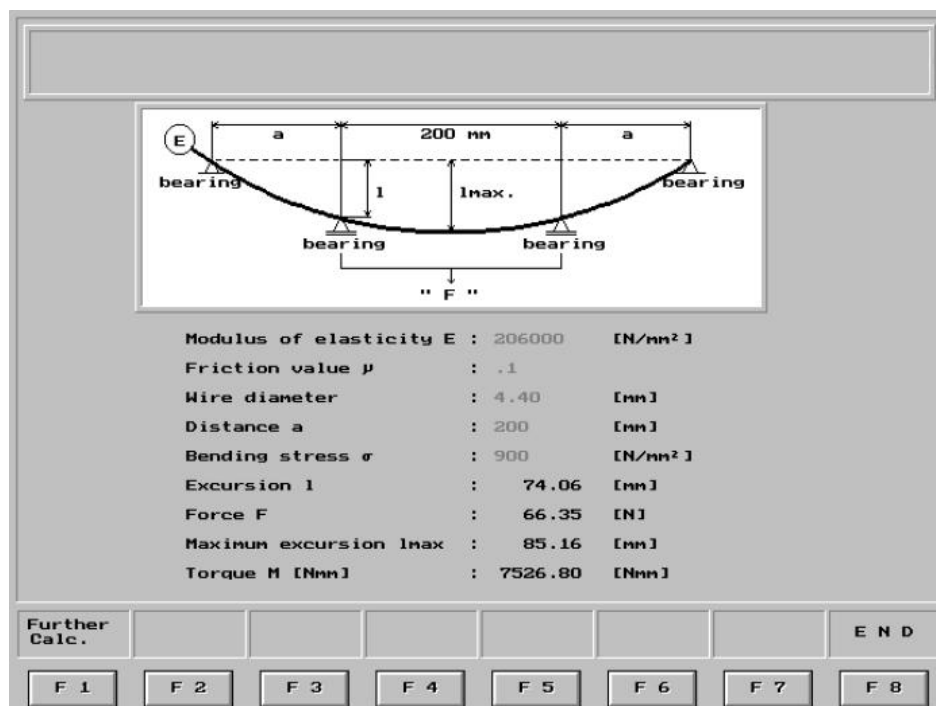 E
a
200 mm
a
bearing
l
lmax.
bearing
bearing
bearing
" F "
Modulus of elasticity E : 206000 [N/mm²]
Friction value µ : .1
Wire diameter : 4.40 [mm]
Distance a : 200 [mm]
Bending stress σ : 900 [N/mm²]
Excursion l : 74.06 [mm]
Force F : 66.35 [N]
Maximum excursion lmax : 85.16 [mm]
Torque M [Nmm] : 7526.80 [Nmm]
Further
Calc.
E N D
F 1
F 2
F 3
F 4
F 5
F 6
F 7
F 8